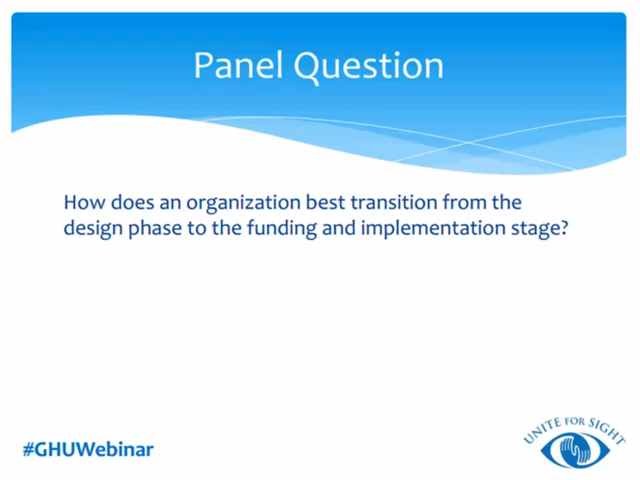 Panel Question
How does an organization best transition from the
design phase to the funding and implementation stage?
#GHUWebinar
UNITE FOR SIGHT